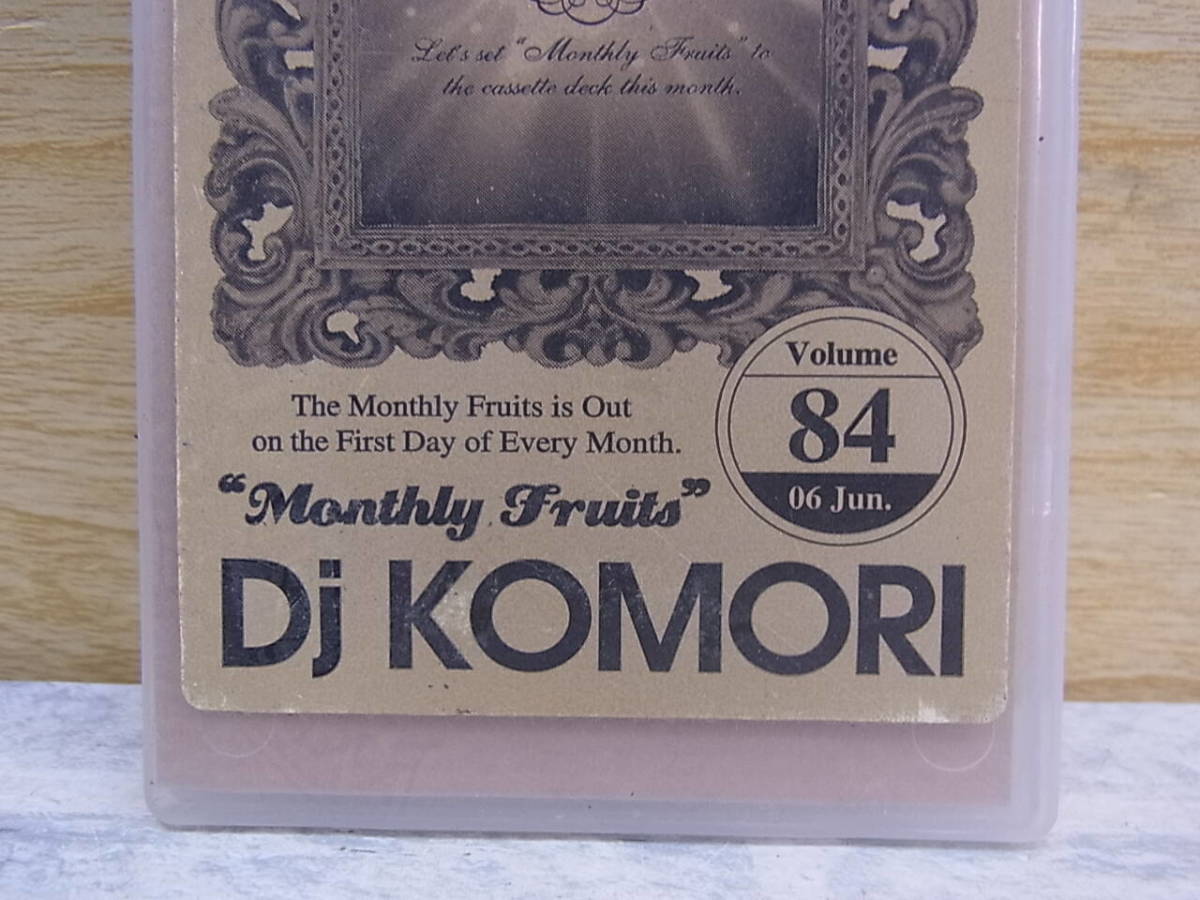 Let's set "Monthly Fruits" to
the cassette deck this month.
Volume
84
06 Jun.
The Monthly Fruits is Out
on the First Day of Every Month.
“Monthly Fruits”
Dj KOMORI